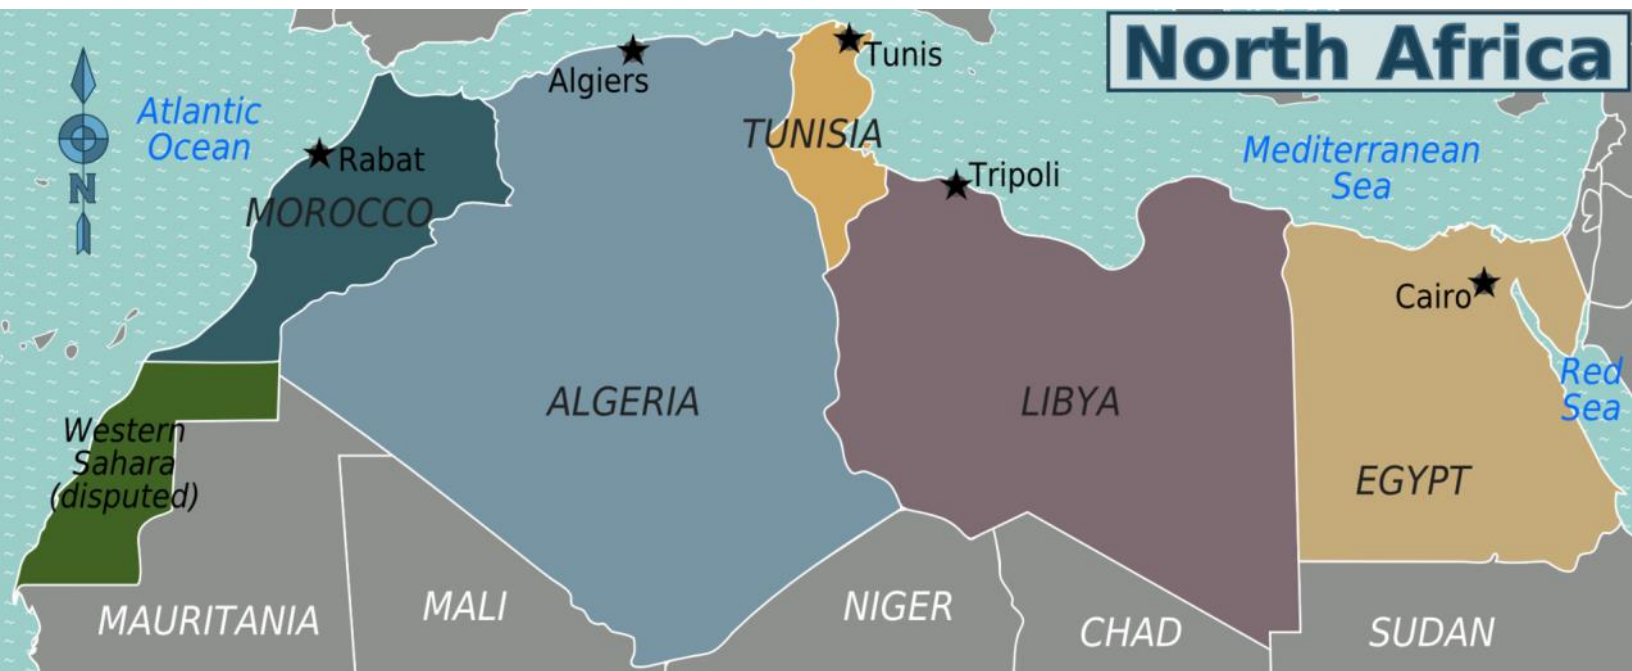 North Africa
Tunis
Algiers
Atlantic
Ocean
TUNISIA
Mediterranean
Sea
Rabat
Tripoli
MOROCCO
Cairo
Red
Sea
ALGERIA
LIBYA
Western
Sahara
(disputed)
EGYPT
N
MAURITANIA
MALI
NIGER
CHAD
SUDAN